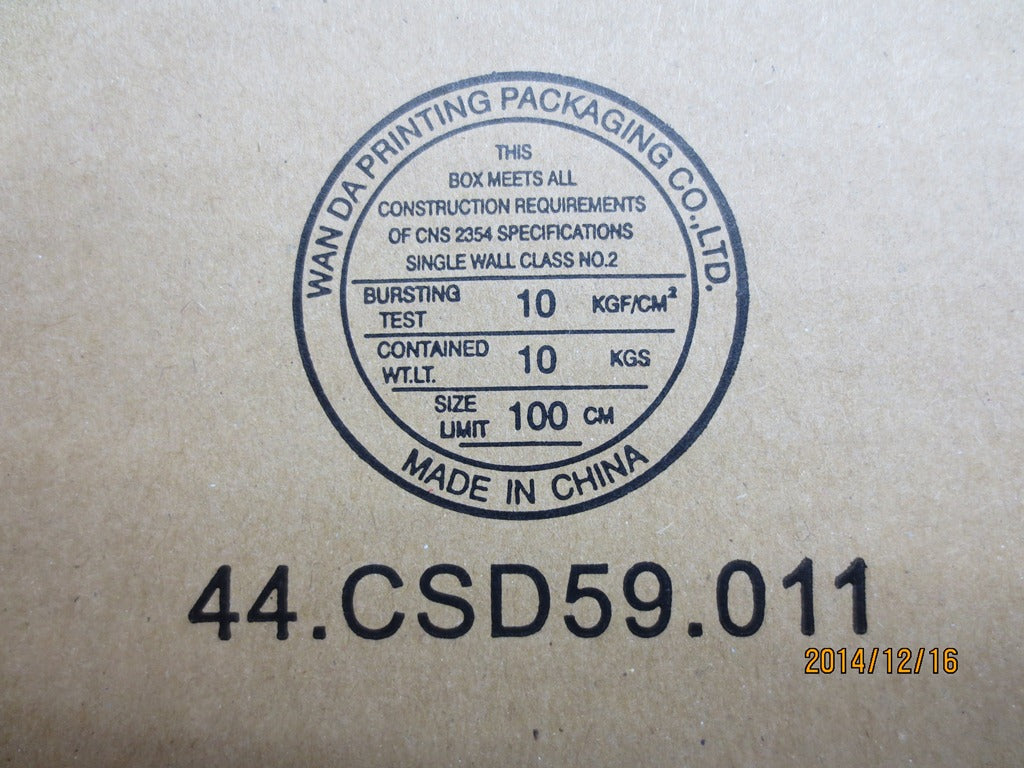 WAN DA PRINTING PACKAGING CO.,LTD.
THIS
BOX MEETS ALL
CONSTRUCTION REQUIREMENTS
OF CNS 2354 SPECIFICATIONS
SINGLE WALL CLASS NO.2
BURSTING TEST 10 KGF/CM²
CONTAINED WT.LT. 10 KGS
SIZE LIMIT 100 CM
MADE IN CHINA
44.CSD59.011
2014/12/16